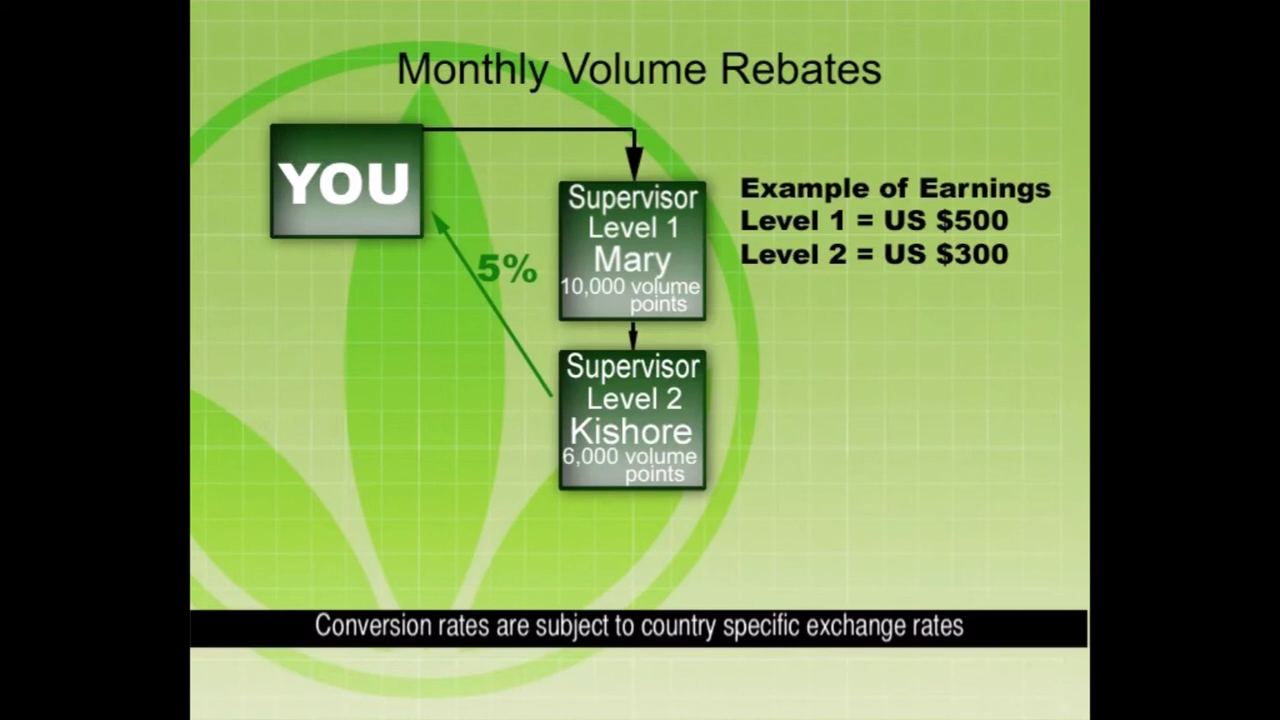 Monthly Volume Rebates
YOU
Supervisor
Level 1
Mary
10,000 volume
points
Example of Earnings
Level 1 = US $500
Level 2 = US $300
5%
Supervisor
Level 2
Kishore
6,000 volume
points
Conversion rates are subject to country specific exchange rates